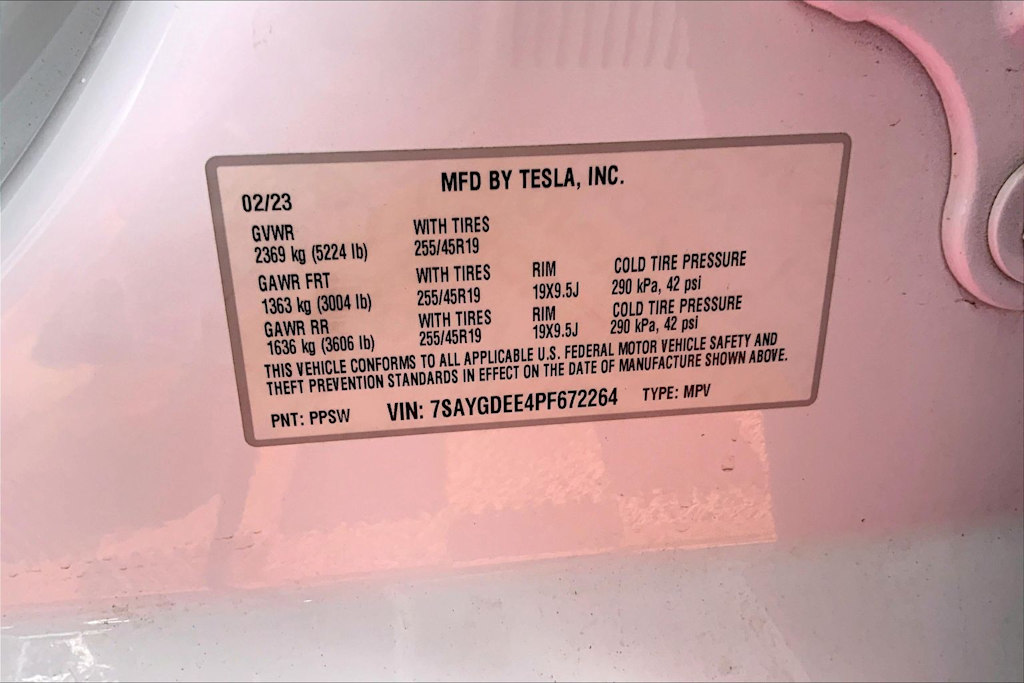 MFD BY TESLA, INC.
02/23
GVWR WITH TIRES
2369 kg (5224 lb) 255/45R19
GAWR FRT WITH TIRES RIM COLD TIRE PRESSURE
1363 kg (3004 lb) 255/45R19 19X9.5J 290 kPa, 42 psi
GAWR RR WITH TIRES RIM COLD TIRE PRESSURE
1636 kg (3606 lb) 255/45R19 19X9.5J 290 kPa, 42 psi
THIS VEHICLE CONFORMS TO ALL APPLICABLE U.S. FEDERAL MOTOR VEHICLE SAFETY AND
THEFT PREVENTION STANDARDS IN EFFECT ON THE DATE OF MANUFACTURE SHOWN ABOVE.
PNT: PPSW VIN: 7SAYGDEE4PF672264 TYPE: MPV